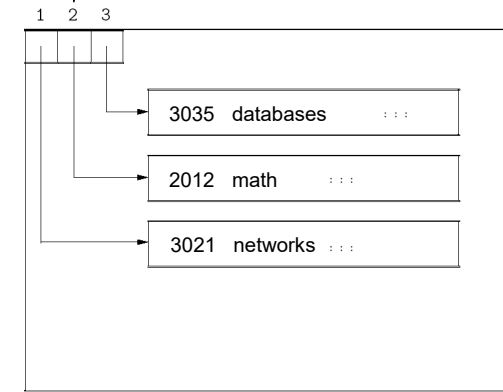 1 2 3
3035 databases : : :
2012 math : : :
3021 networks : : :